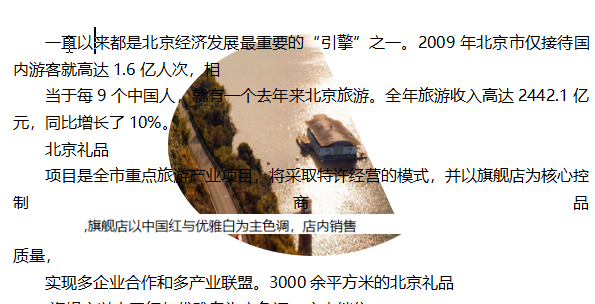 一直以来都是北京经济发展最重要的“引擎”之一。2009 年北京市仅接待国
内游客就高达 1.6 亿人次，相
当于每 9 个中国人，就有一个去年来北京旅游。全年旅游收入高达 2442.1 亿
元，同比增长了 10%。
北京礼品
项目是全市重点旅游产业项目，将采取特许经营的模式，并以旗舰店为核心控
制 商 品
,旗舰店以中国红与优雅白为主色调，店内销售
质量，
实现多企业合作和多产业联盟。3000 余平方米的北京礼品